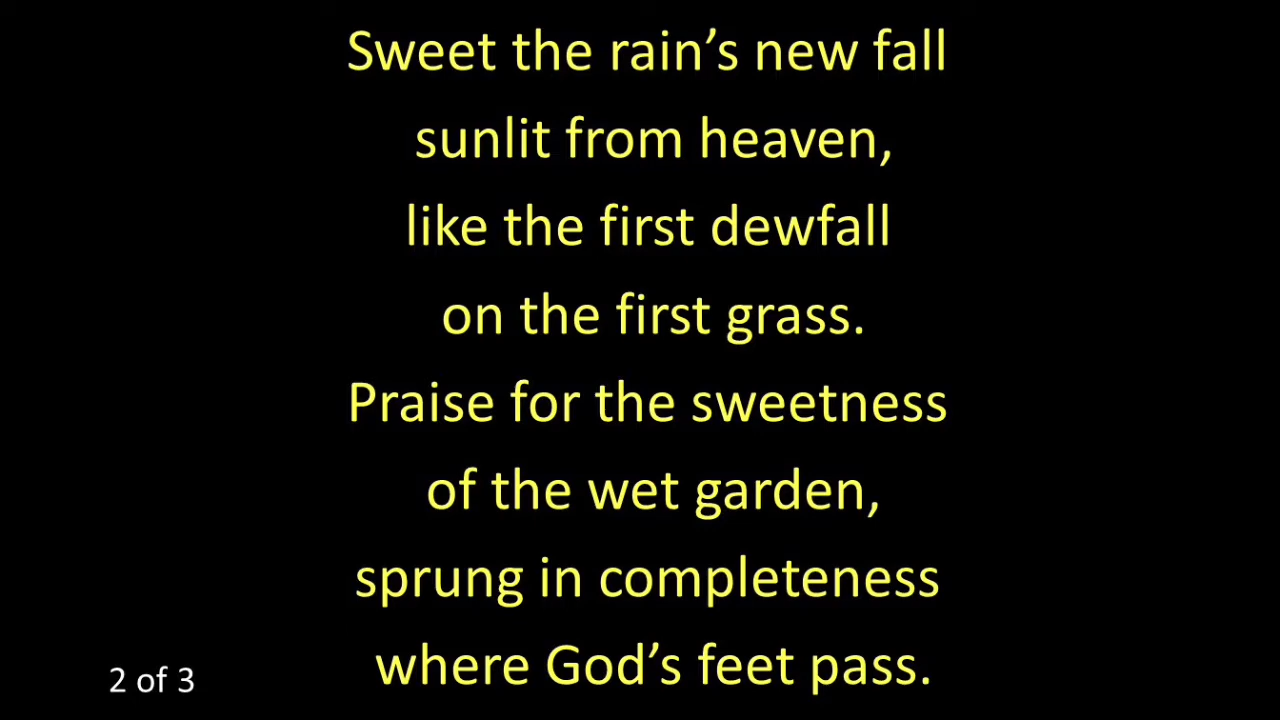 Sweet the rain’s new fall
sunlit from heaven,
like the first dewfall
on the first grass.
Praise for the sweetness
of the wet garden,
sprung in completeness
where God’s feet pass.
2 of 3